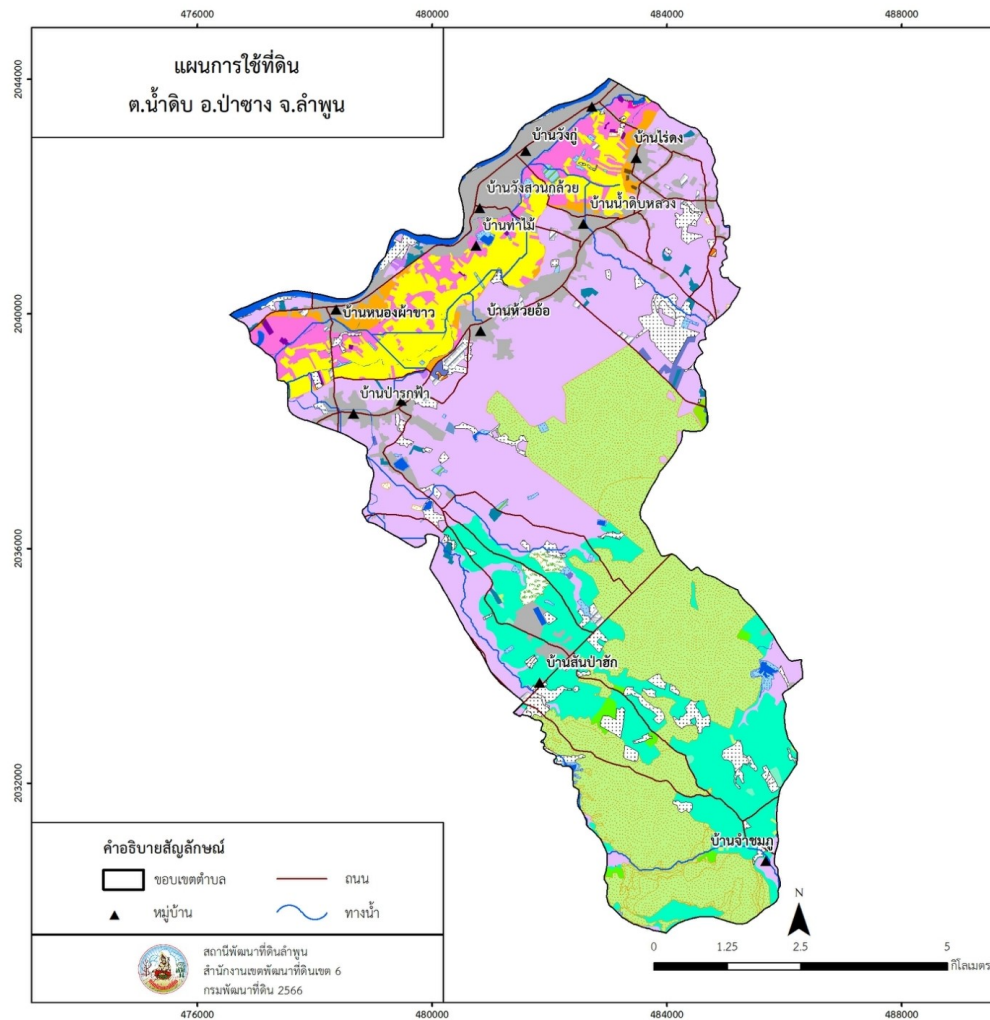 476000 480000 484000 488000
แผนการใช้ที่ดิน
ต.น้ำดิบ อ.ป่าซาง จ.ลำพูน
2044000
2040000
2036000
2032000
บ้านวังกู่
บ้านไร่ดง
บ้านวังสวนกล้วย
บ้านน้ำดิบหลวง
บ้านท่าไม้
บ้านหนองผ้าขาว
บ้านห้วยอ้อ
บ้านป่ารกฟ้า
บ้านสันป่าฮัก
บ้านจำชมภู
คำอธิบายสัญลักษณ์
ขอบเขตตำบล ถนน
หมู่บ้าน ทางน้ำ
สถานีพัฒนาที่ดินลำพูน
สำนักงานเขตพัฒนาที่ดินเขต 6
กรมพัฒนาที่ดิน 2566
N
0 1.25 2.5 5
กิโลเมตร
476000 480000 484000 488000